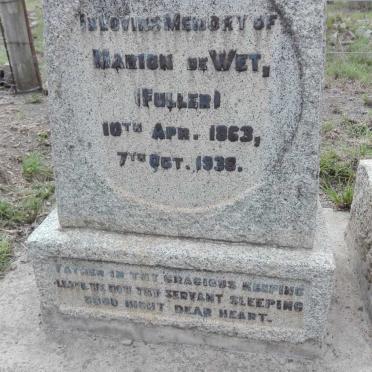 In Loving Memory of
Marion de Wet,
(Fuller)
10th Apr. 1863,
7th Oct. 1938.
Father in Thy gracious keeping
Leave we now Thy servant sleeping
Good night dear heart.